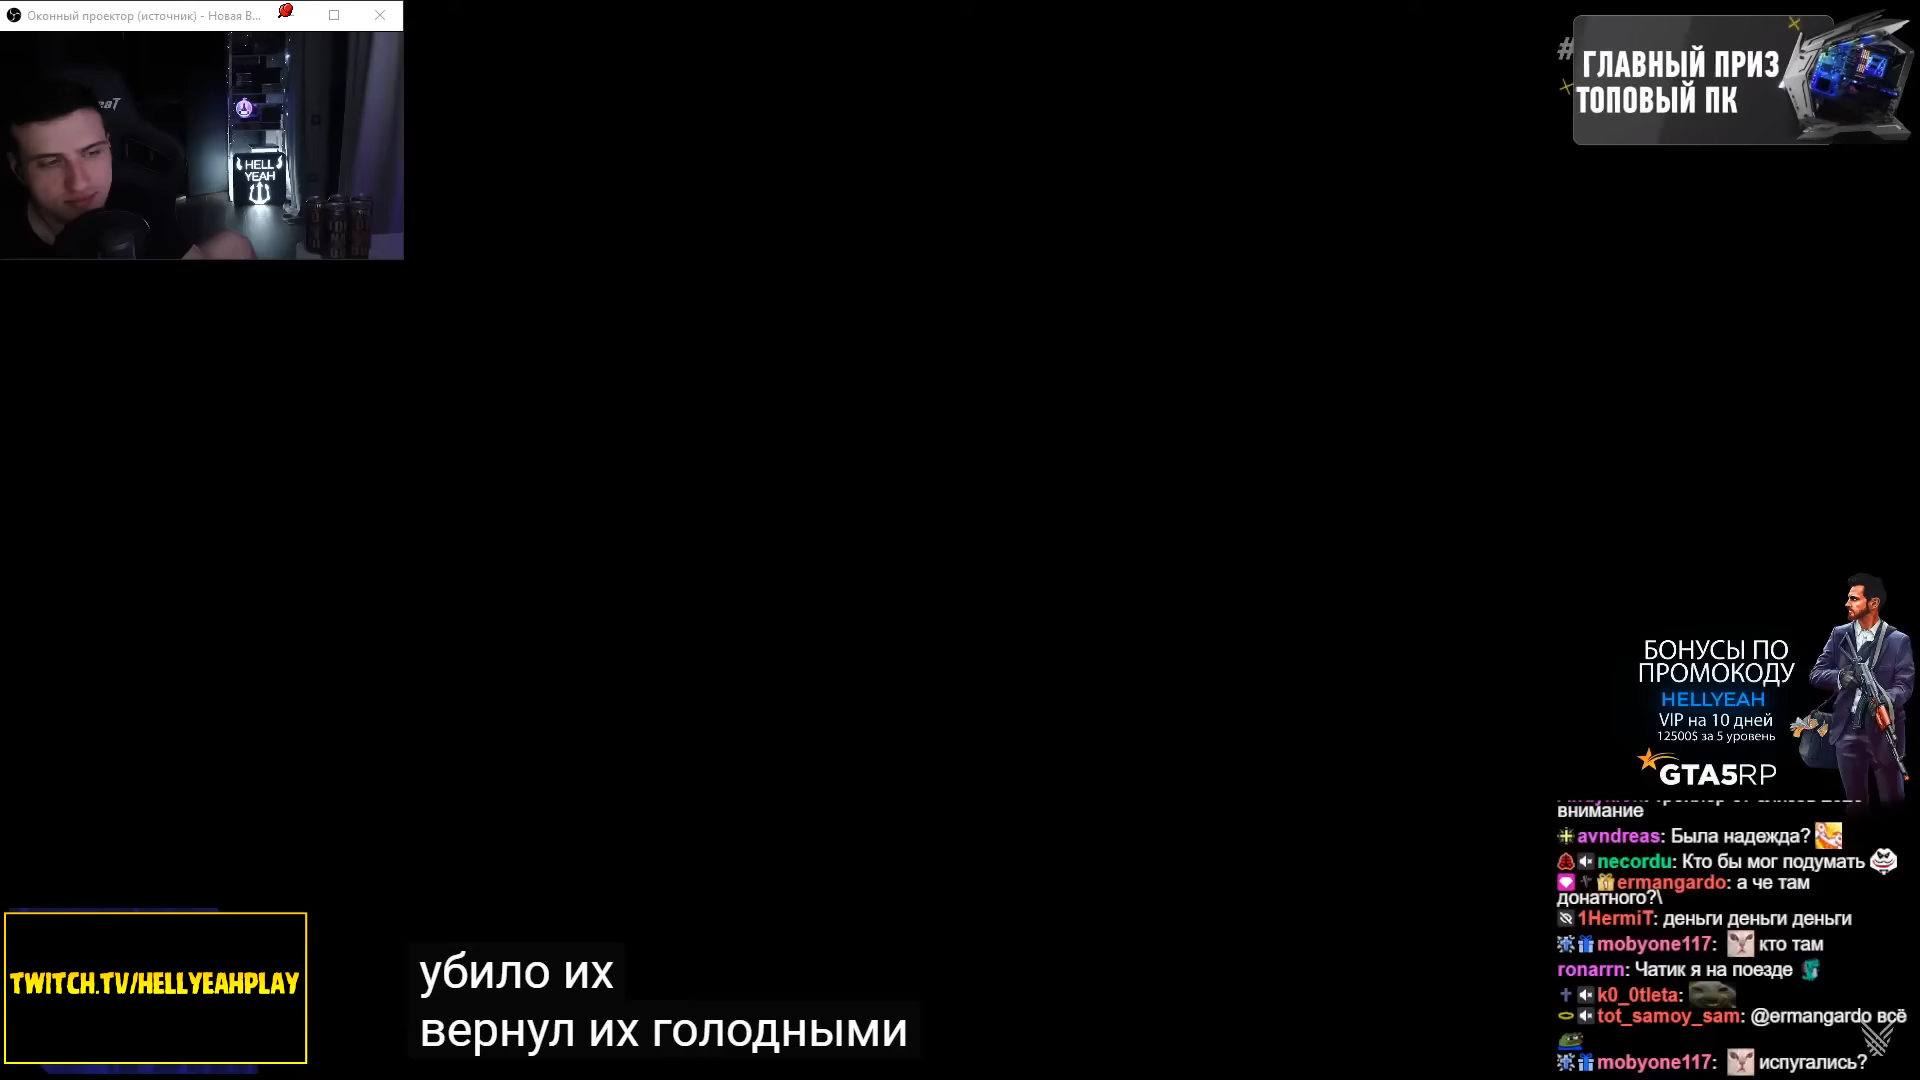 Оконный проектор (источник) - Новая В...
HELL
YEAH
#
ГЛАВНЫЙ ПРИЗ
ТОПОВЫЙ ПК
БОНУСЫ ПО
ПРОМОКОДУ
HELLYEAH
VIP на 10 дней
12500$ за 5 уровень
GTA5RP
внимание
avndreas: Была надежда?
necordu: Кто бы мог подумать
ermangardo: а че там
донатного?\
1HermiT: деньги деньги деньги
mobyone117: кто там
ronarrn: Чатик я на поезде
k0_0tleta:
tot_samoy_sam: @ermangardo всё
mobyone117: испугались?
TWITCH.TV/HELLYEAHPLAY
убило их
вернул их голодными